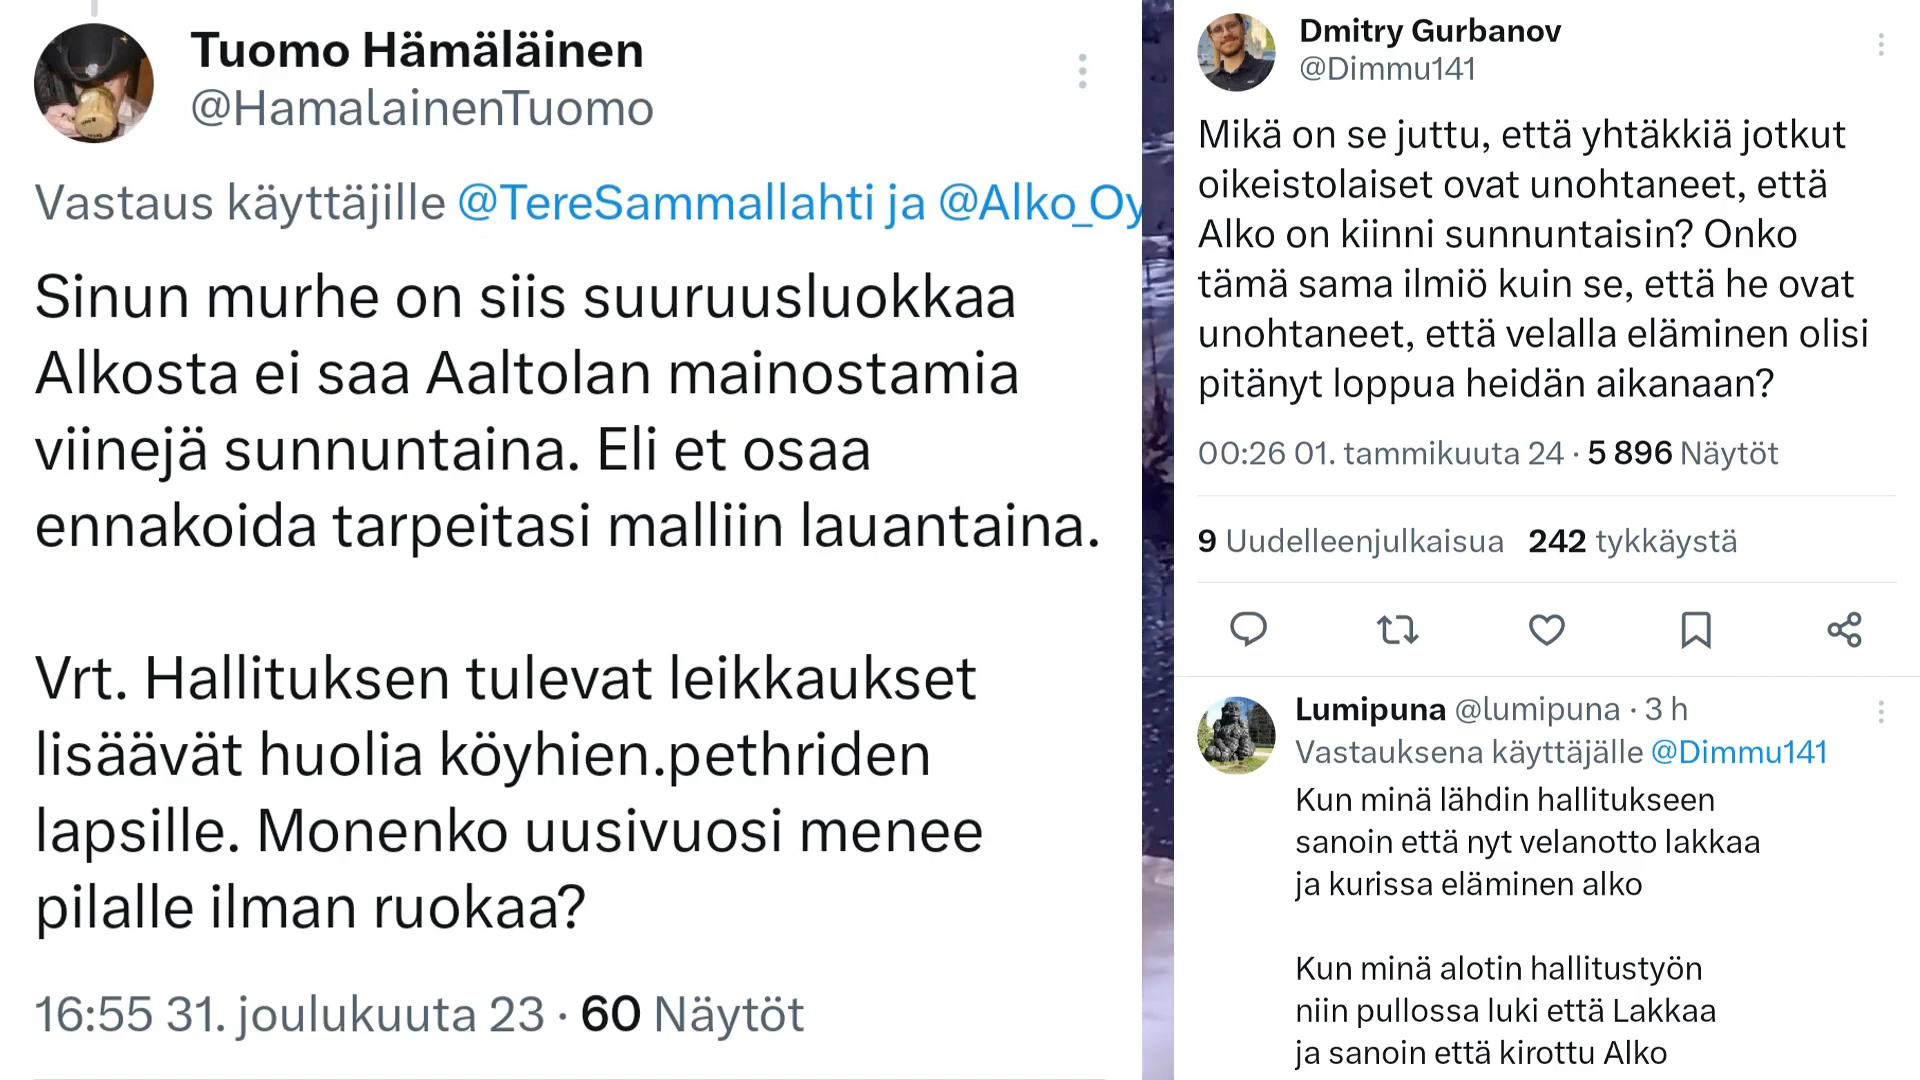 Tuomo Hämäläinen
@HamalainenTuomo
Vastaus käyttäjille @TereSammallahti ja @Alko_Oy
Sinun murhe on siis suuruusluokkaa
Alkosta ei saa Aaltolan mainostamia
viinejä sunnuntaina. Eli et osaa
ennakoida tarpeitasi malliin lauantaina.
Vrt. Hallituksen tulevat leikkaukset
lisäävät huolia köyhien.pethriden
lapsille. Monenko uusivuosi menee
pilalle ilman ruokaa?
16:55 31. joulukuuta 23 · 60 Näytöt
Dmitry Gurbanov
@Dimmu141
Mikä on se juttu, että yhtäkkiä jotkut
oikeistolaiset ovat unohtaneet, että
Alko on kiinni sunnuntaisin? Onko
tämä sama ilmiö kuin se, että he ovat
unohtaneet, että velalla eläminen olisi
pitänyt loppua heidän aikanaan?
00:26 01. tammikuuta 24 · 5 896 Näytöt
9 Uudelleenjulkaisua 242 tykkäystä
Lumipuna @lumipuna · 3 h
Vastauksena käyttäjälle @Dimmu141
Kun minä lähdin hallitukseen
sanoin että nyt velanotto lakkaa
ja kurissa eläminen alko
Kun minä alotin hallitustyön
niin pullossa luki että Lakkaa
ja sanoin että kirottu Alko